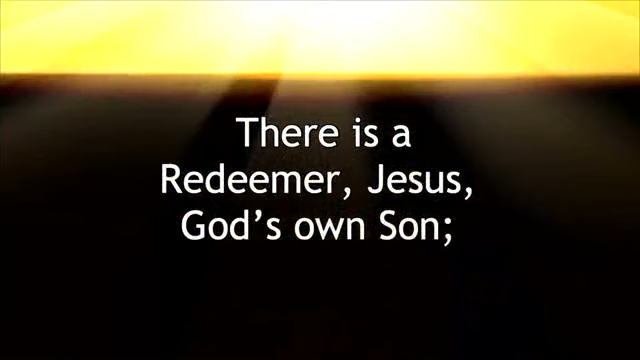 There is a
Redeemer, Jesus,
God's own Son;